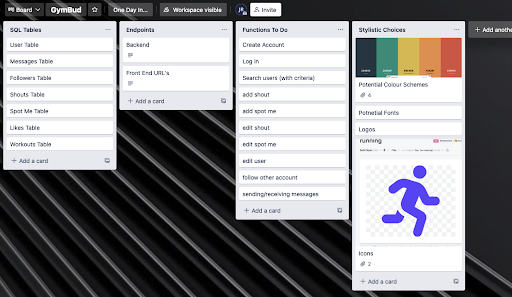 Board
GymBud
One Day In...
Workspace visible
JR
Invite
SQL Tables
User Table
Messages Table
Followers Table
Shouts Table
Spot Me Table
Likes Table
Workouts Table
+ Add a card
Endpoints
Backend
Front End URL's
+ Add a card
Functions To Do
Create Account
Log in
Search users (with criteria)
add shout
add spot me
edit shout
edit spot me
edit user
follow other account
sending/receiving messages
+ Add a card
Stylistic Choices
Potential Colour Schemes
4
Potnetial Fonts
Logos
running
Icons
2
+ Add a card
+ Add anothe